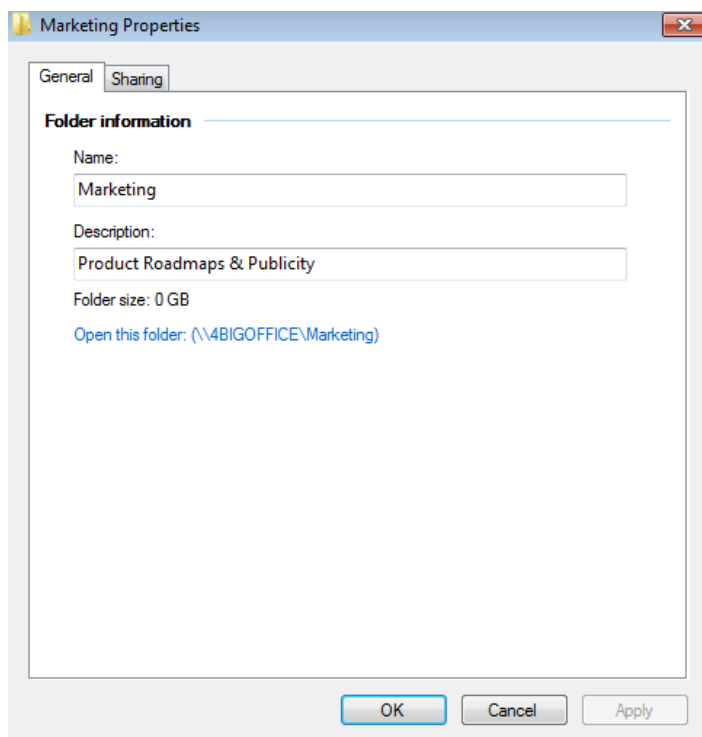 Marketing Properties
General Sharing
Folder information
Name:
Marketing
Description:
Product Roadmaps & Publicity
Folder size: 0 GB
Open this folder: (\\4BIGOFFICE\Marketing)
OK Cancel Apply